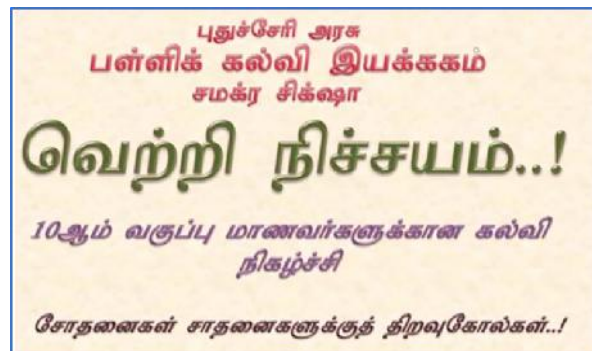 புதுச்சேரி அரசு
பள்ளிக் கல்வி இயக்ககம்
சமக்ர சிக்ஷா
வெற்றி நிச்சயம்..!
10ஆம் வகுப்பு மாணவர்களுக்கான கல்வி
நிகழ்ச்சி
சோதனைகள் சாதனைகளுக்குத் திறவுகோல்கள்..!